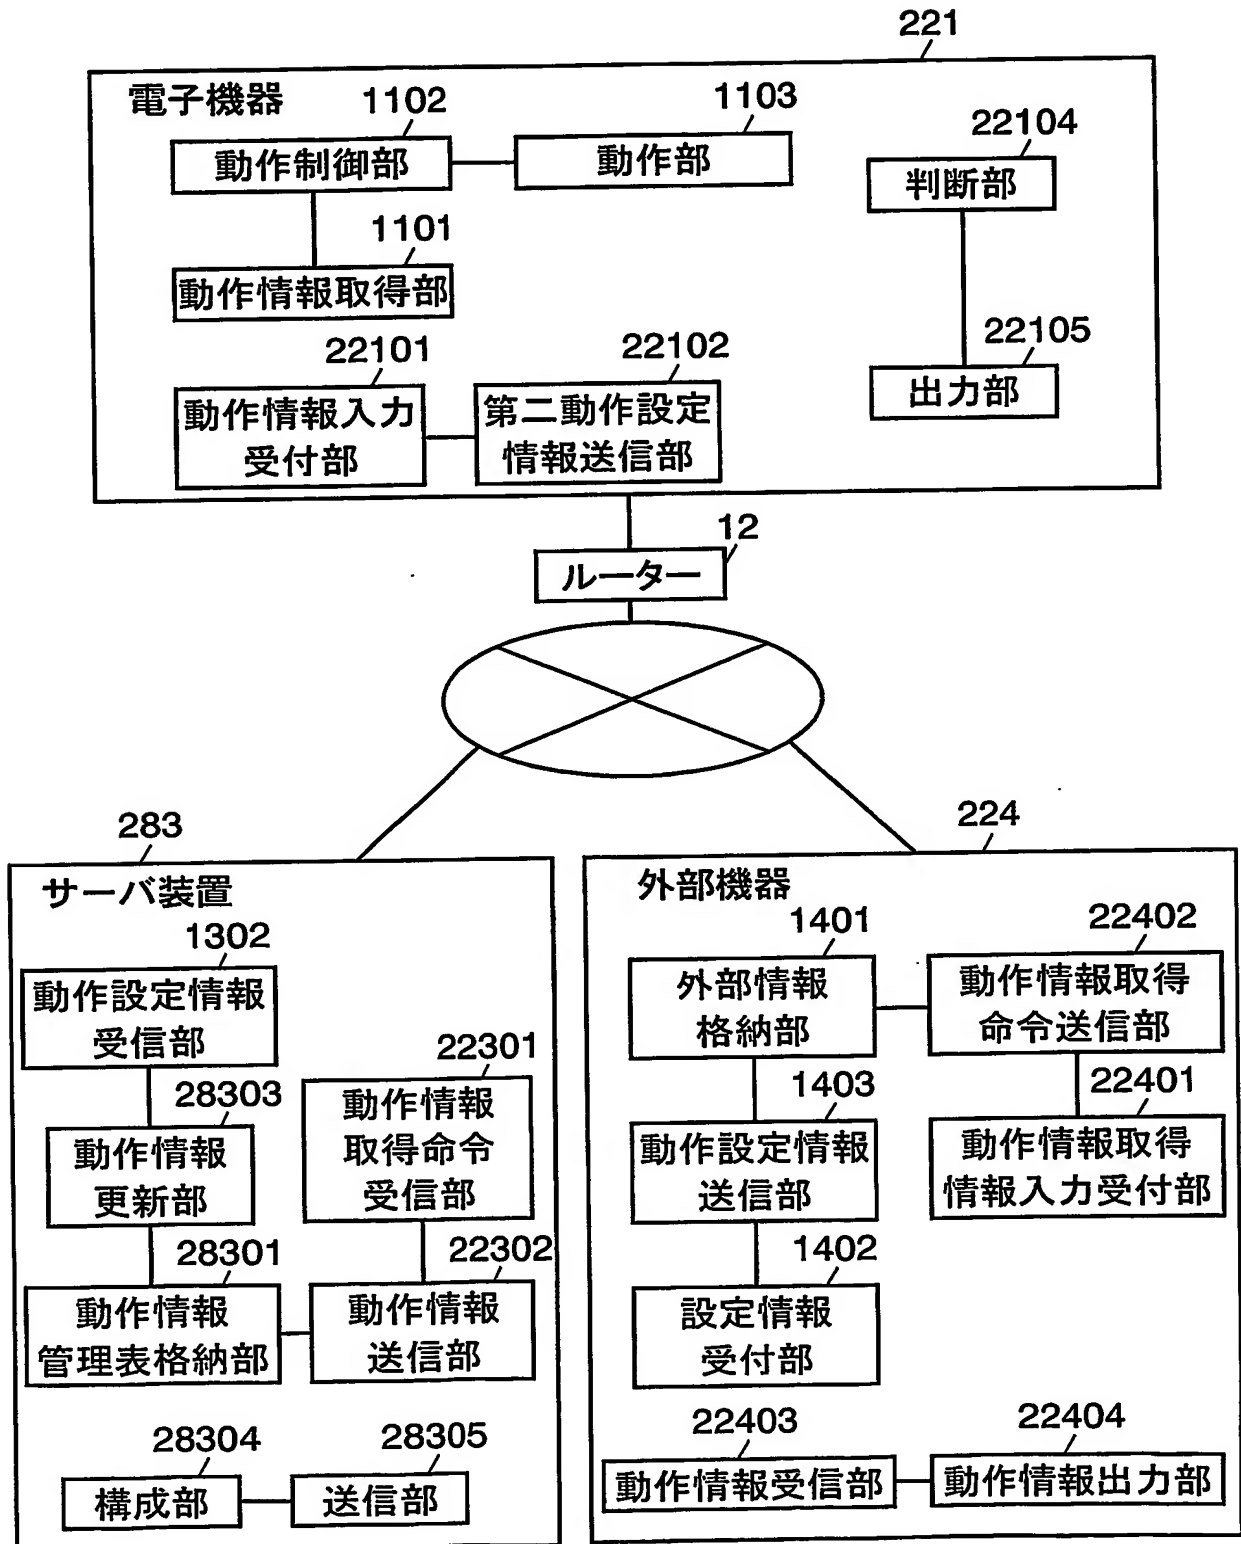 221
電子機器
1102
1103
22104
動作制御部
動作部
判断部
1101
動作情報取得部
22101
22102
22105
動作情報入力
受付部
第二動作設定
情報送信部
出力部
12
ルーター
283
サーバ装置
1302
動作設定情報
受信部
28303
動作情報
更新部
22301
動作情報
取得命令
受信部
28301
動作情報
管理表格納部
22302
動作情報
送信部
28304
構成部
28305
送信部
224
外部機器
1401
外部情報
格納部
22402
動作情報取得
命令送信部
1403
動作設定情報
送信部
22401
動作情報取得
情報入力受付部
1402
設定情報
受付部
22403
動作情報受信部
22404
動作情報出力部